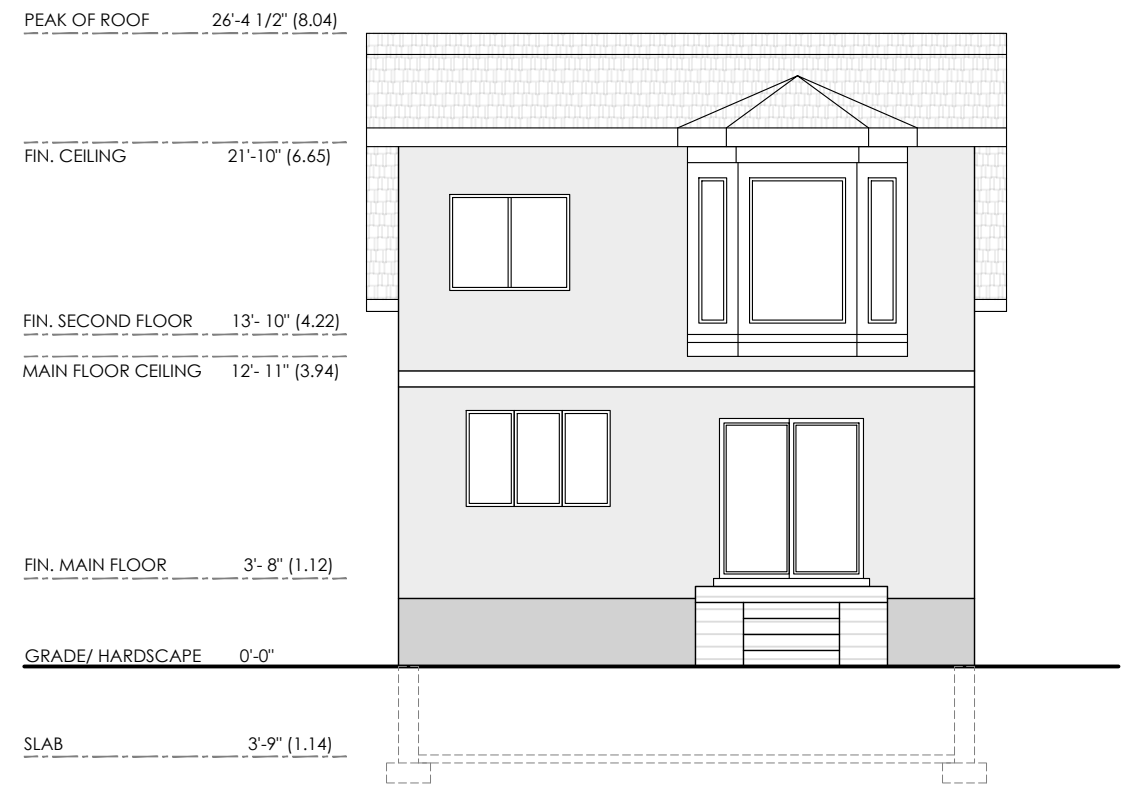 PEAK OF ROOF 26'-4 1/2" (8.04)
FIN. CEILING 21'-10" (6.65)
FIN. SECOND FLOOR 13'- 10" (4.22)
MAIN FLOOR CEILING 12'- 11" (3.94)
FIN. MAIN FLOOR 3'- 8" (1.12)
GRADE/ HARDSCAPE 0'-0"
SLAB 3'-9" (1.14)